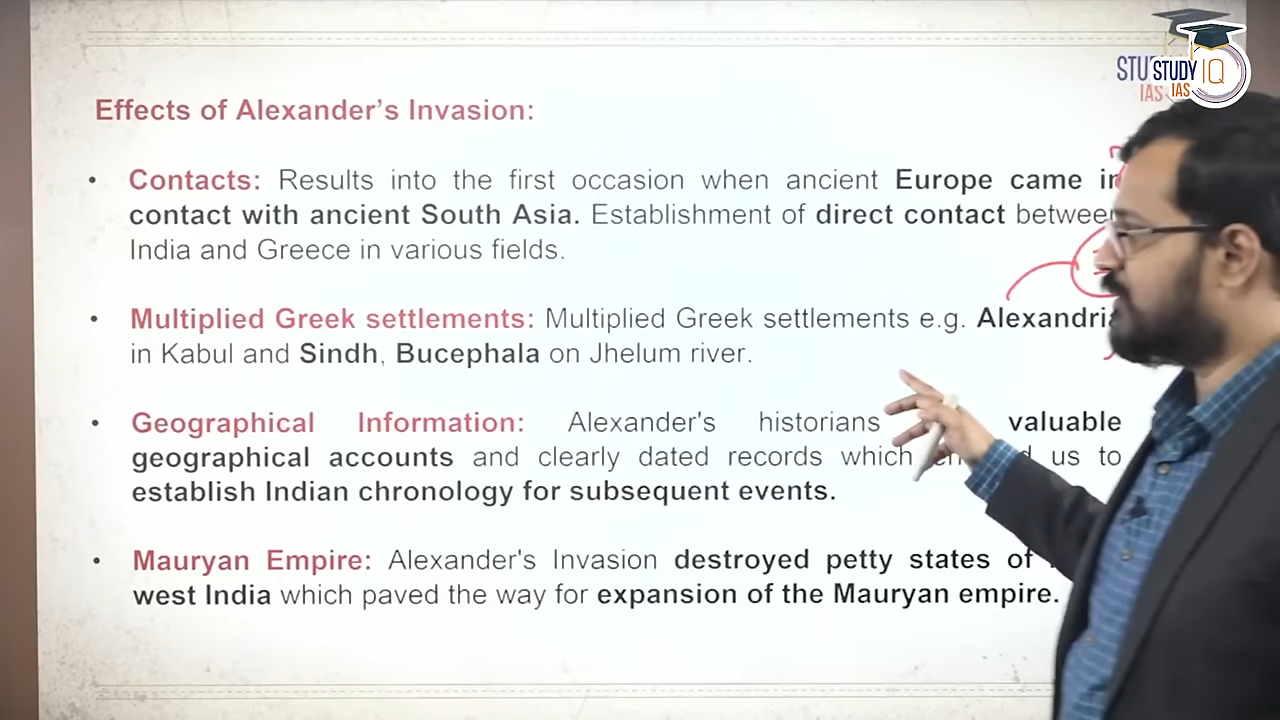 STUDY IQ
IAS
STU
IAS
Effects of Alexander's Invasion:
• Contacts: Results into the first occasion when ancient Europe came in
contact with ancient South Asia. Establishment of direct contact between
India and Greece in various fields.
• Multiplied Greek settlements: Multiplied Greek settlements e.g. Alexandria
in Kabul and Sindh, Bucephala on Jhelum river.
• Geographical Information: Alexander's historians valuable
geographical accounts and clearly dated records which us to
establish Indian chronology for subsequent events.
• Mauryan Empire: Alexander's Invasion destroyed petty states of
west India which paved the way for expansion of the Mauryan empire.